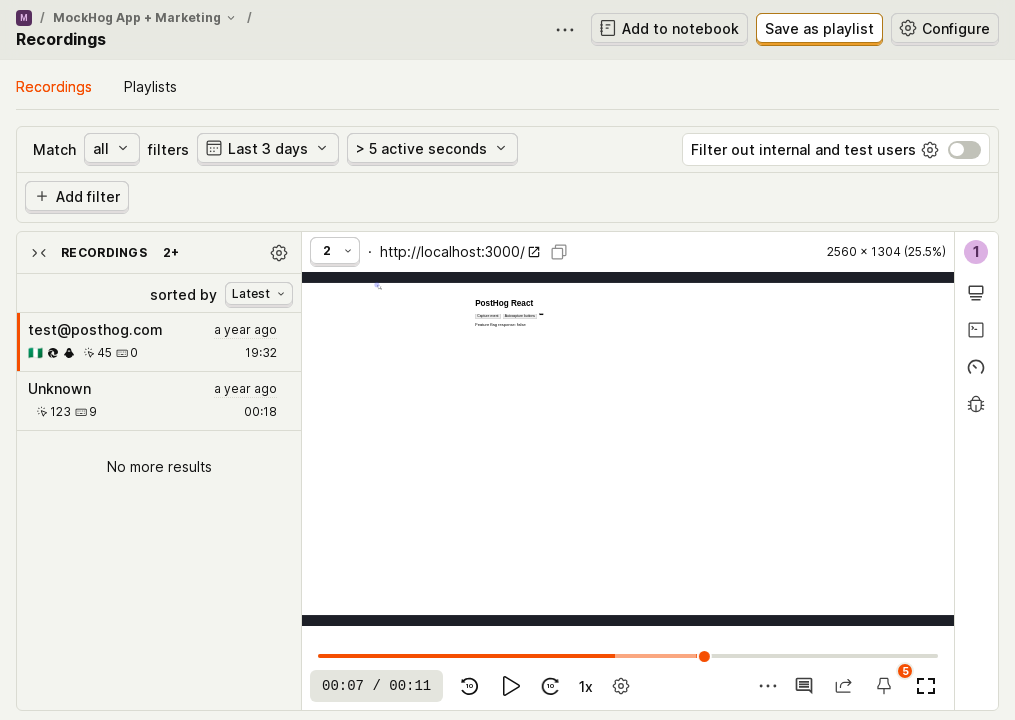 M / MockHog App + Marketing /
Recordings
Add to notebook
Save as playlist
Configure
Recordings
Playlists
Match all filters Last 3 days > 5 active seconds
Filter out internal and test users
Add filter
RECORDINGS 2+
sorted by Latest
test@posthog.com a year ago
45 0 19:32
Unknown a year ago
123 9 00:18
No more results
2 · http://localhost:3000/
2560 × 1304 (25.5%)
1
PostHog React
Capture event Autocapture button
Feature flag response: false
00:07 / 00:11
10
10
1x
5